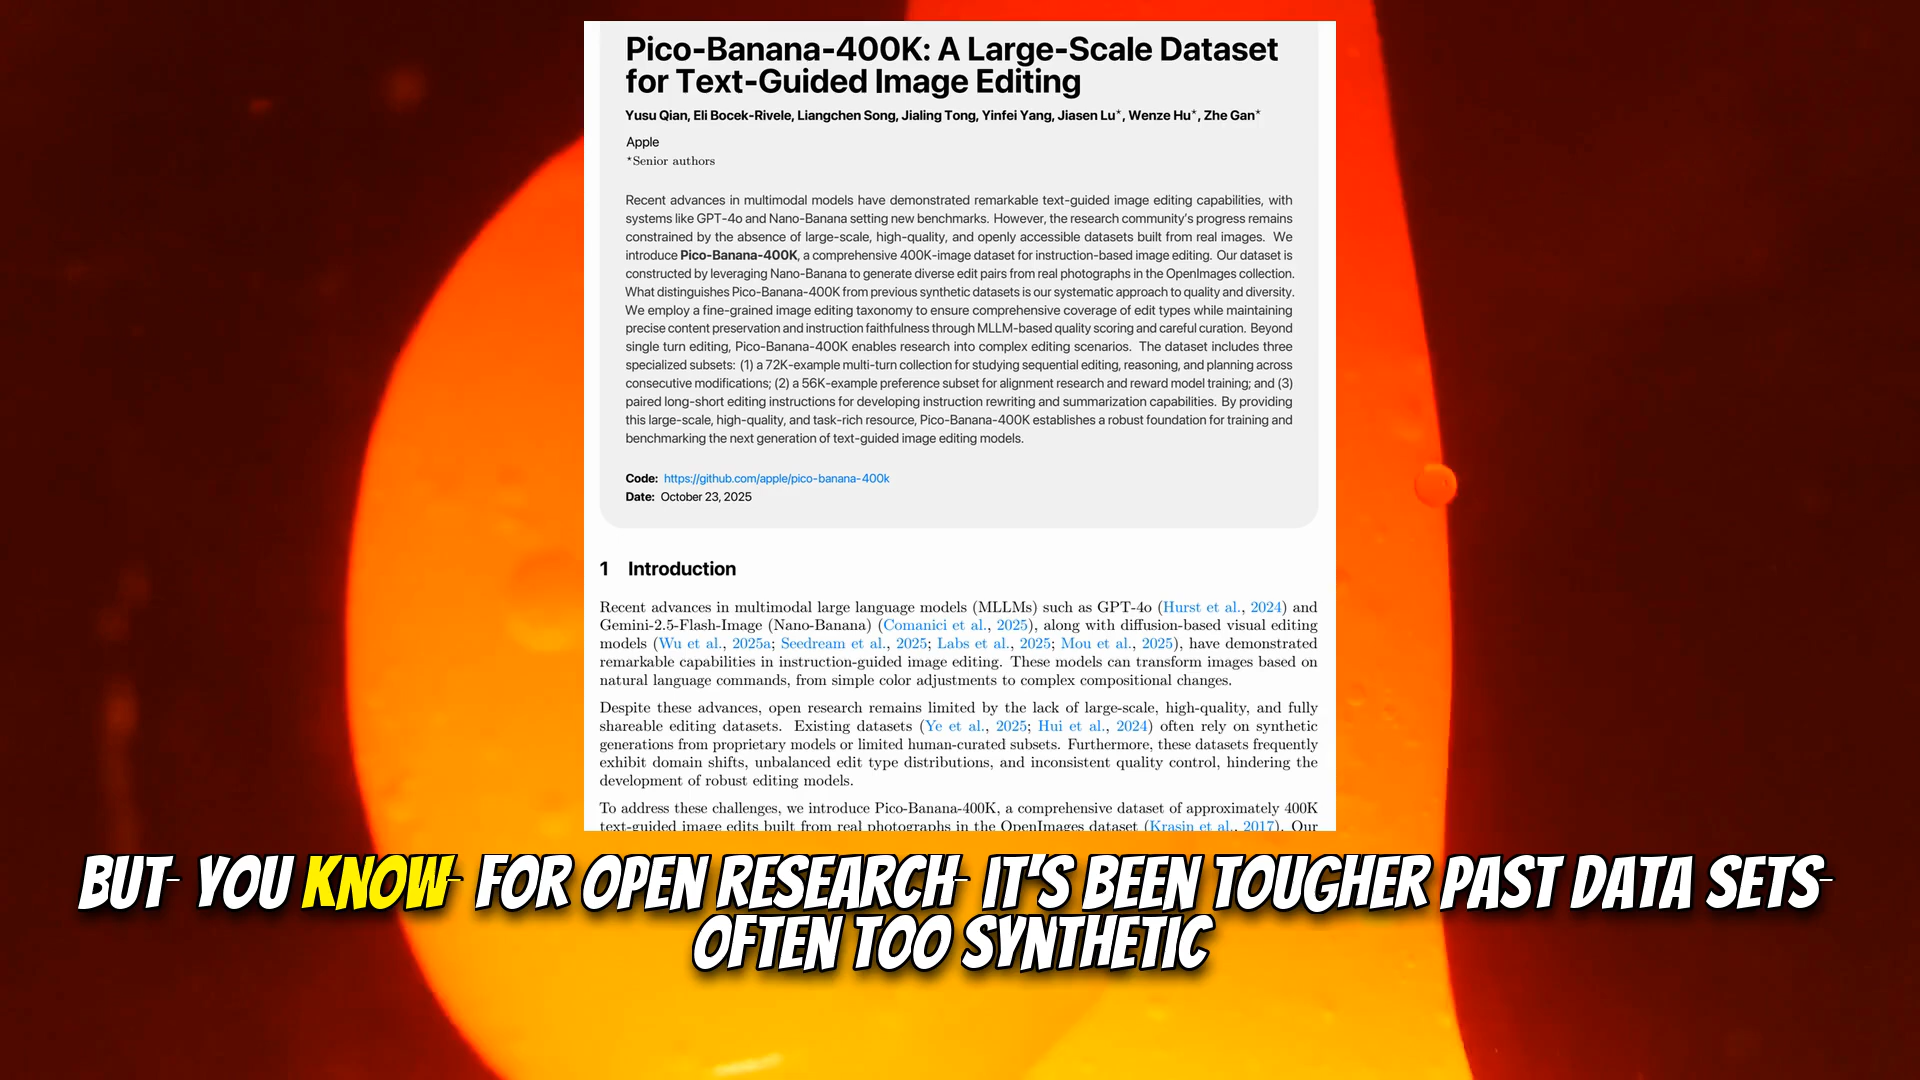 Pico-Banana-400K: A Large-Scale Dataset
for Text-Guided Image Editing
Yusu Qian, Eli Bocek-Rivele, Liangchen Song, Jialing Tong, Yinfei Yang, Jiasen Lu*, Wenze Hu*, Zhe Gan*
Apple
*Senior authors
Recent advances in multimodal models have demonstrated remarkable text-guided image editing capabilities, with
systems like GPT-4o and Nano-Banana setting new benchmarks. However, the research community's progress remains
constrained by the absence of large-scale, high-quality, and openly accessible datasets built from real images. We
introduce Pico-Banana-400K, a comprehensive 400K-image dataset for instruction-based image editing. Our dataset is
constructed by leveraging Nano-Banana to generate diverse edit pairs from real photographs in the OpenImages collection.
What distinguishes Pico-Banana-400K from previous synthetic datasets is our systematic approach to quality and diversity.
We employ a fine-grained image editing taxonomy to ensure comprehensive coverage of edit types while maintaining
precise content preservation and instruction faithfulness through MLLM-based quality scoring and careful curation. Beyond
single turn editing, Pico-Banana-400K enables research into complex editing scenarios. The dataset includes three
specialized subsets: (1) a 72K-example multi-turn collection for studying sequential editing, reasoning, and planning across
consecutive modifications; (2) a 56K-example preference subset for alignment research and reward model training; and (3)
paired long-short editing instructions for developing instruction rewriting and summarization capabilities. By providing
this large-scale, high-quality, and task-rich resource, Pico-Banana-400K establishes a robust foundation for training and
benchmarking the next generation of text-guided image editing models.
Code: https://github.com/apple/pico-banana-400k
Date: October 23, 2025
1 Introduction
Recent advances in multimodal large language models (MLLMs) such as GPT-4o (Hurst et al., 2024) and
Gemini-2.5-Flash-Image (Nano-Banana) (Comanici et al., 2025), along with diffusion-based visual editing
models (Wu et al., 2025a; Seedream et al., 2025; Labs et al., 2025; Mou et al., 2025), have demonstrated
remarkable capabilities in instruction-guided image editing. These models can transform images based on
natural language commands, from simple color adjustments to complex compositional changes.
Despite these advances, open research remains limited by the lack of large-scale, high-quality, and fully
shareable editing datasets. Existing datasets (Ye et al., 2025; Hui et al., 2024) often rely on synthetic
generations from proprietary models or limited human-curated subsets. Furthermore, these datasets frequently
exhibit domain shifts, unbalanced edit type distributions, and inconsistent quality control, hindering the
development of robust editing models.
To address these challenges, we introduce Pico-Banana-400K, a comprehensive dataset of approximately 400K
text-guided image edits built from real photographs in the OpenImages dataset (Krasin et al., 2017). Our
BUT- YOU KNOW- FOR OPEN RESEARCH- IT'S BEEN TOUGHER PAST DATA SETS-
OFTEN TOO SYNTHETIC